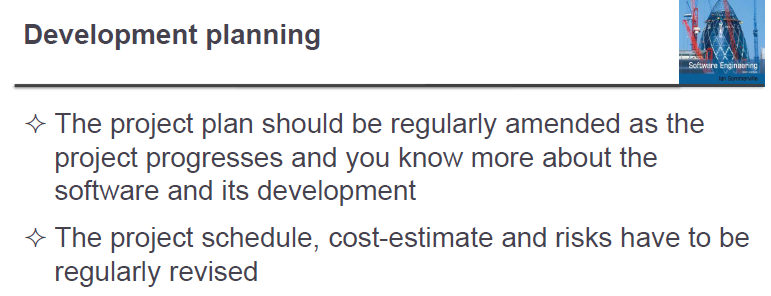 Development planning
Software Engineering
Ian Sommerville
✧ The project plan should be regularly amended as the
project progresses and you know more about the
software and its development
✧ The project schedule, cost-estimate and risks have to be
regularly revised